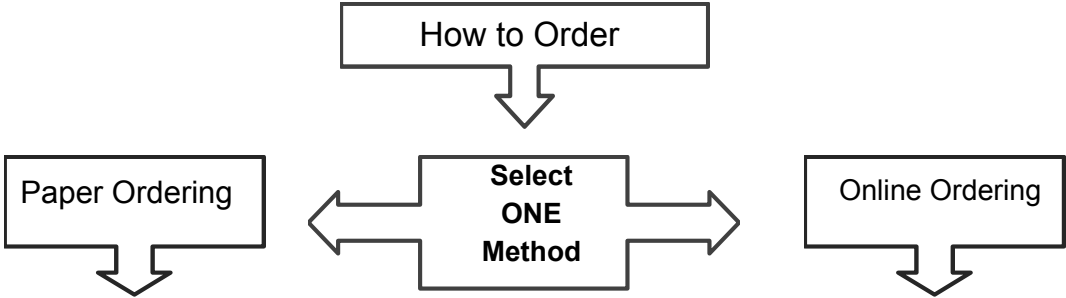 How to Order
Paper Ordering
Select
ONE
Method
Online Ordering